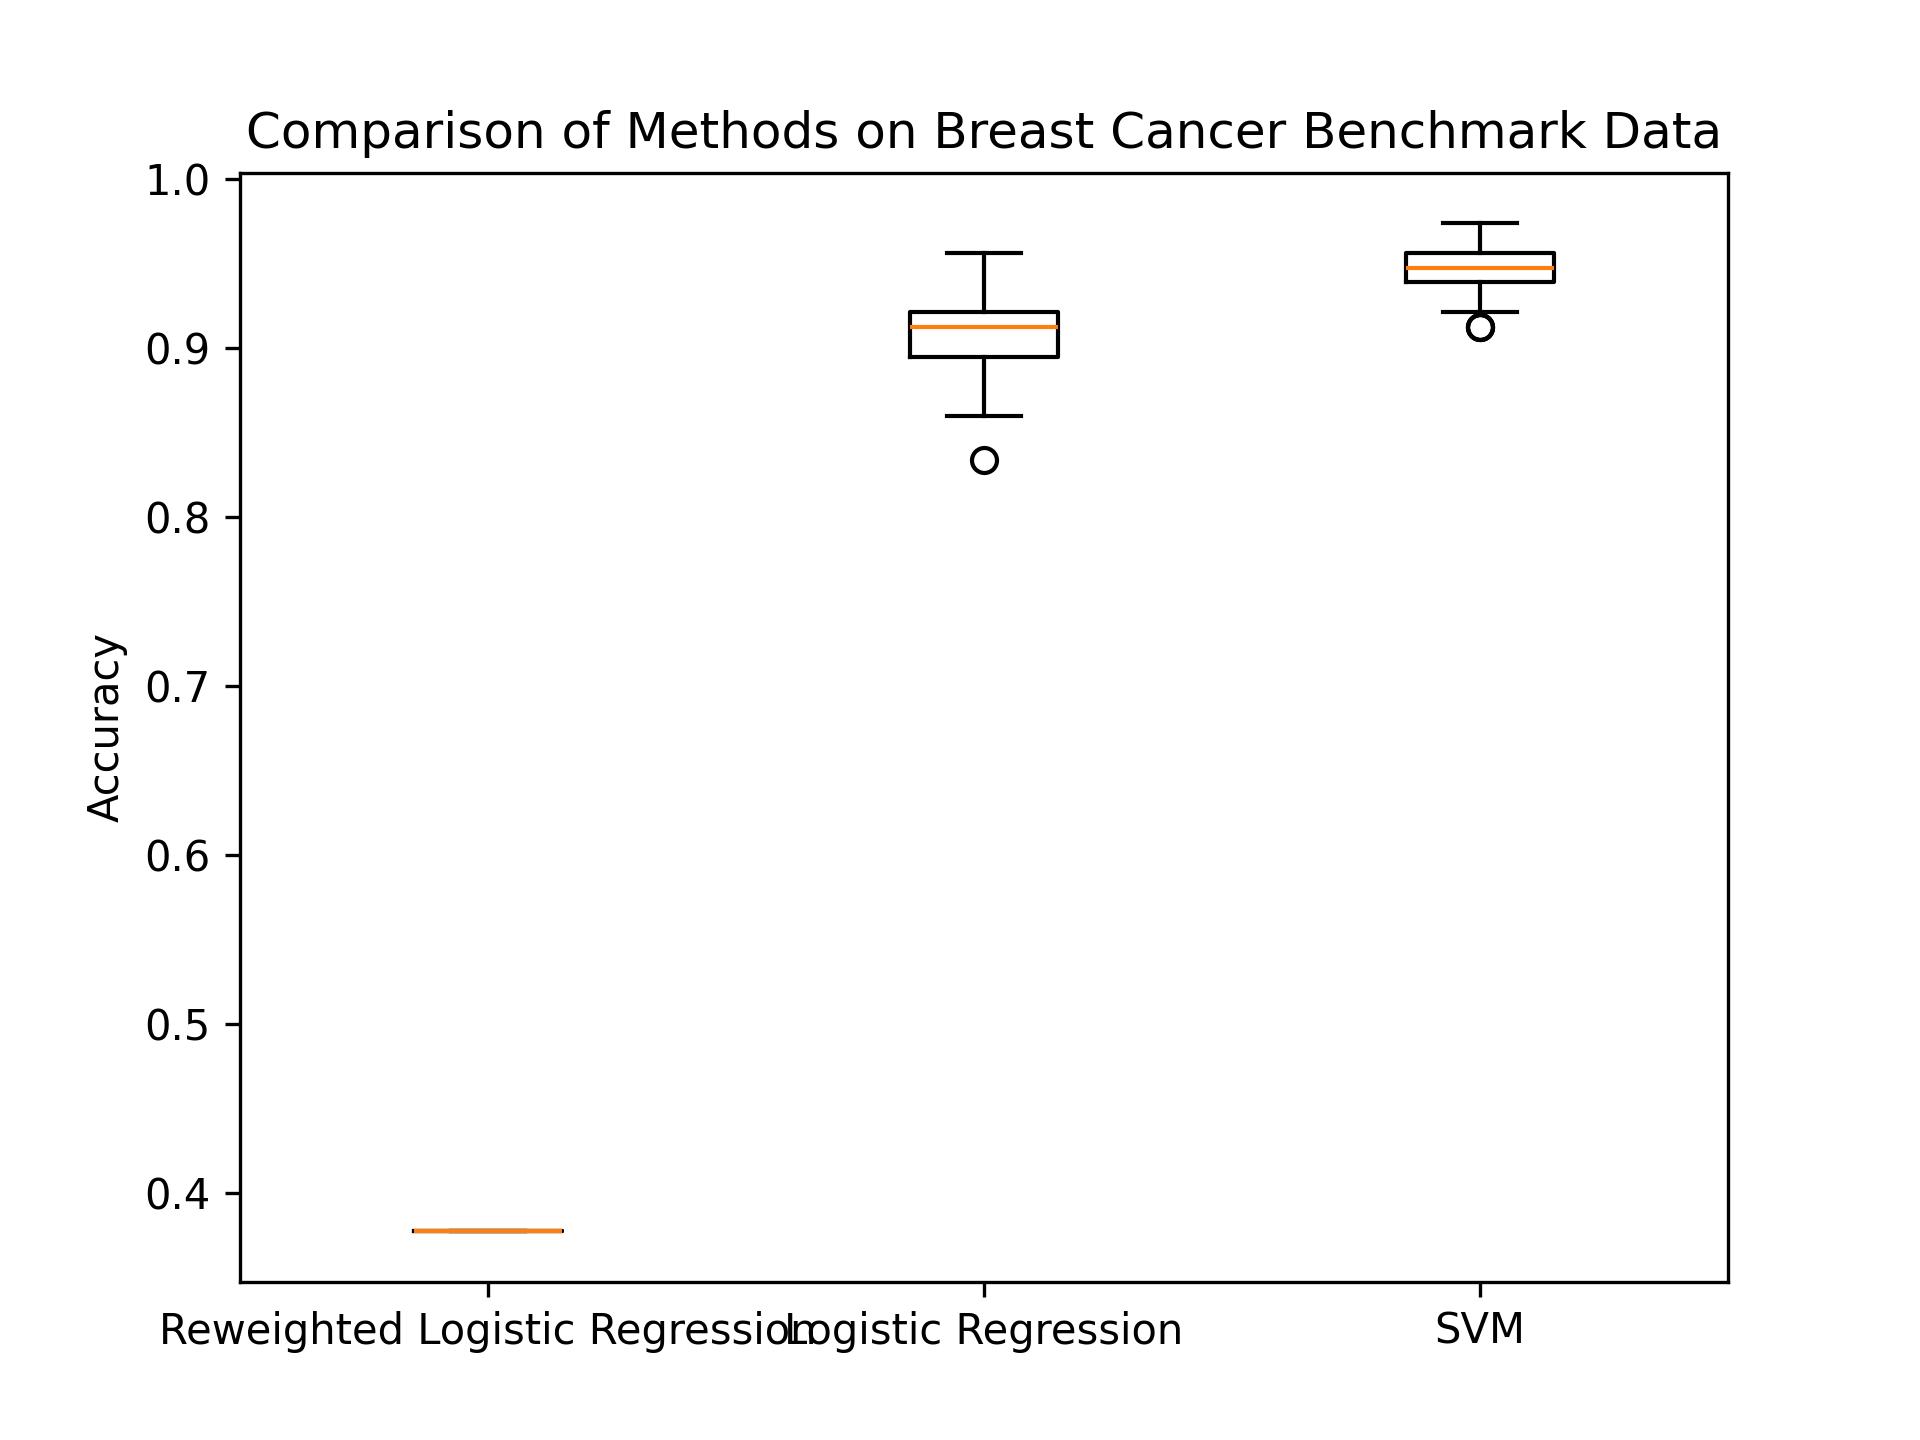 Comparison of Methods on Breast Cancer Benchmark Data
1.0
0.9
0.8
0.7
0.6
0.5
0.4
Accuracy
Reweighted Logistic Regression
Logistic Regression
SVM